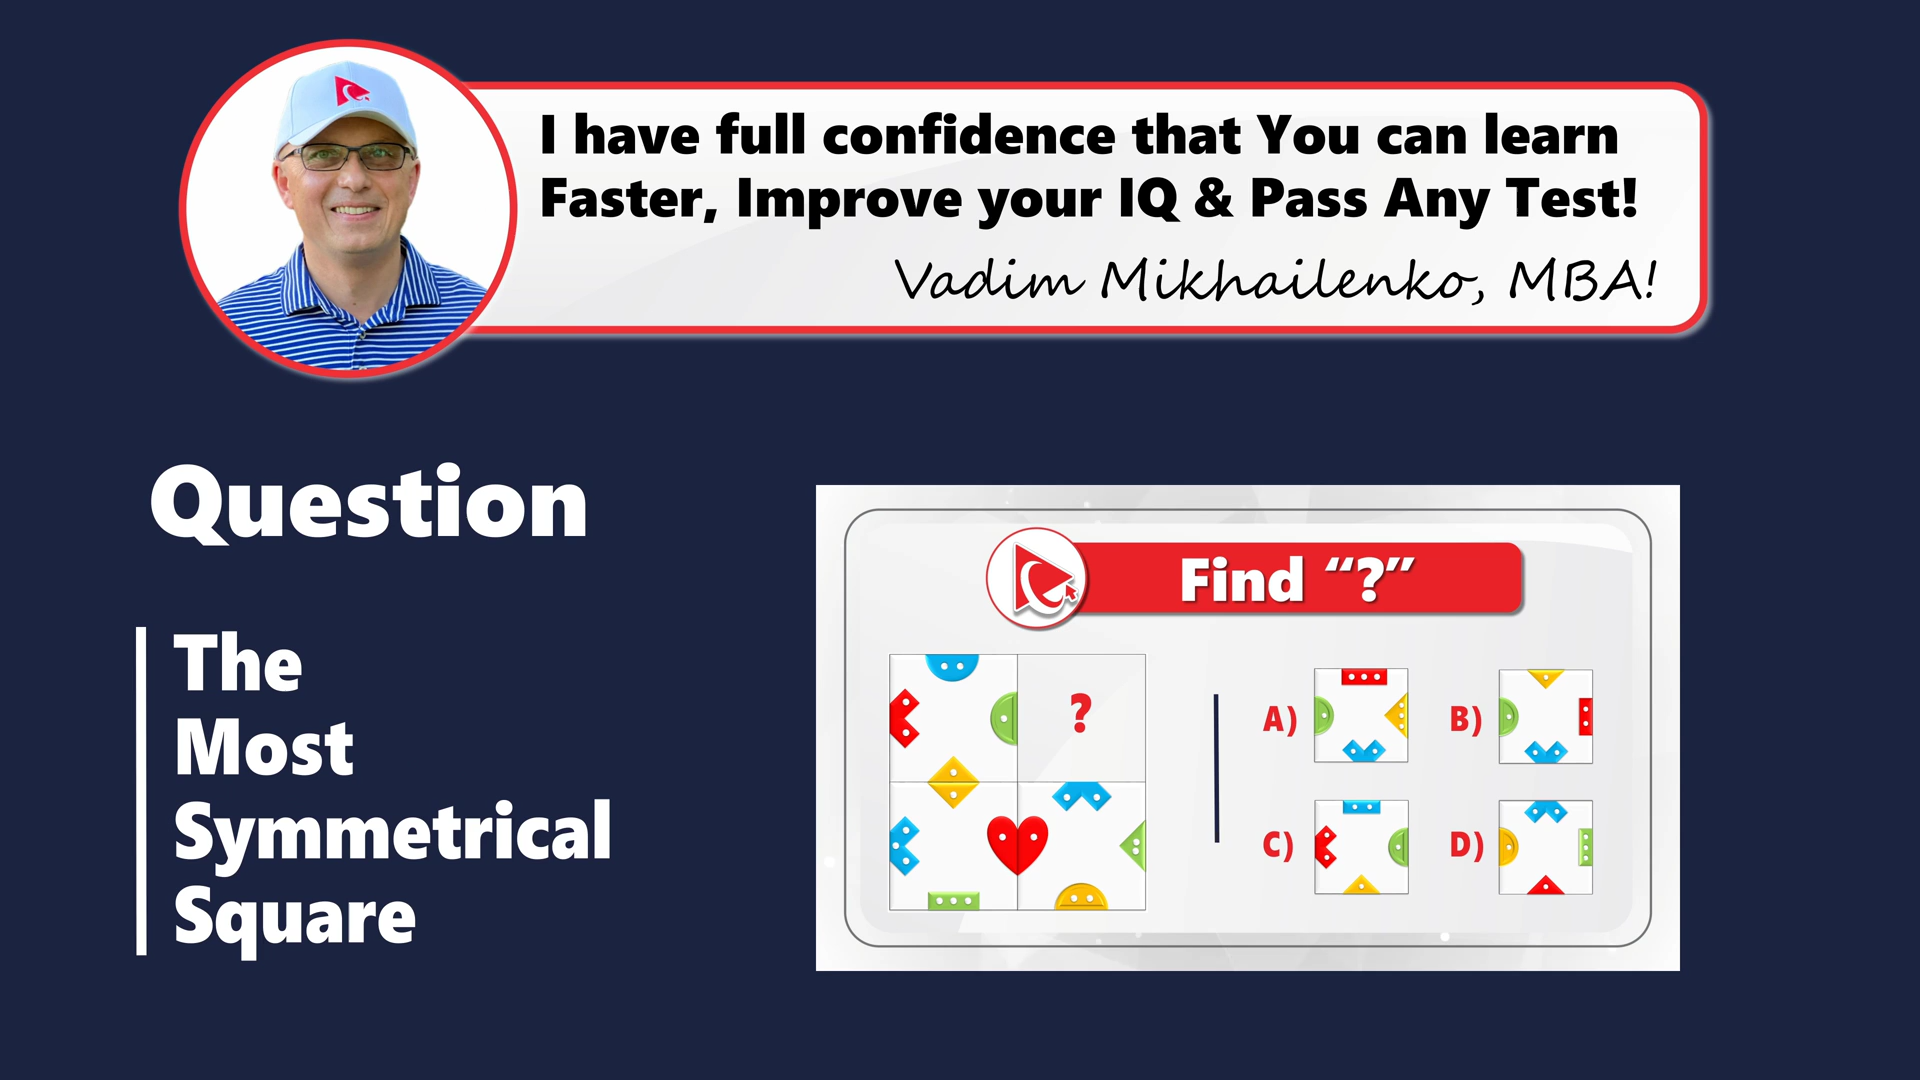 I have full confidence that You can learn
Faster, Improve your IQ & Pass Any Test!
Vadim Mikhailenko, MBA!
Question
The
Most
Symmetrical
Square
Find “?”
?
A)
B)
C)
D)